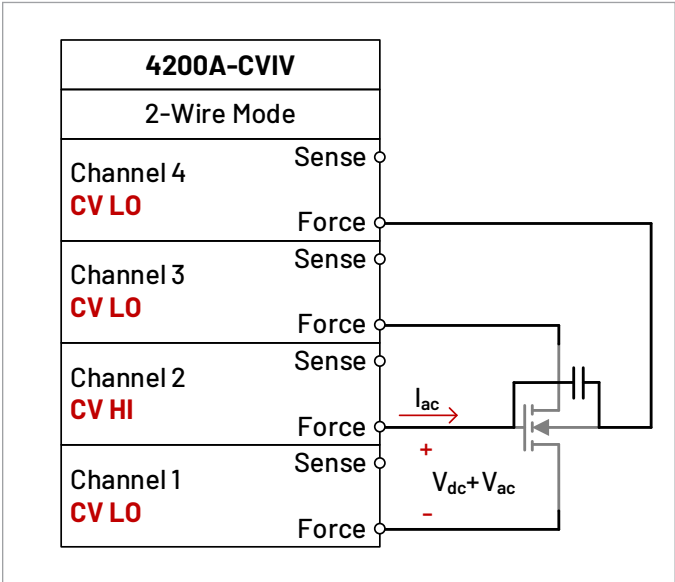 4200A-CVIV
2-Wire Mode
Sense
Channel 4
CV LO
Force
Sense
Channel 3
CV LO
Force
Sense
Channel 2
CV HI
Force
Iac
+
Sense
Channel 1
Vdc+Vac
CV LO
-
Force